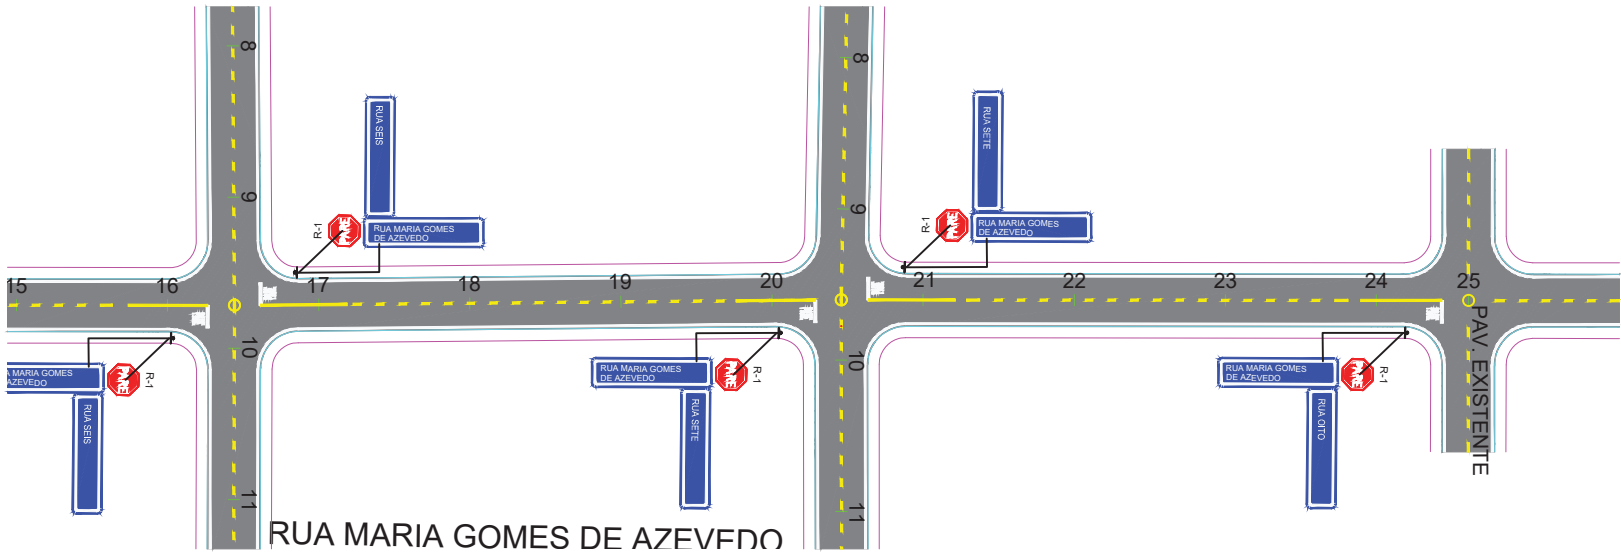 8
8
RUA SEIS
RUA SETE
9
9
R-1
PARE
RUA MARIA GOMES
DE AZEVEDO
R-1
PARE
RUA MARIA GOMES
DE AZEVEDO
15
16
17
18
19
20
21
22
23
24
25
PAV. EXISTENTE
10
10
A MARIA GOMES
AZEVEDO
PARE
R-1
RUA SEIS
RUA MARIA GOMES
DE AZEVEDO
PARE
R-1
RUA SETE
RUA MARIA GOMES
DE AZEVEDO
PARE
R-1
RUA OITO
11
11
RUA MARIA GOMES DE AZEVEDO